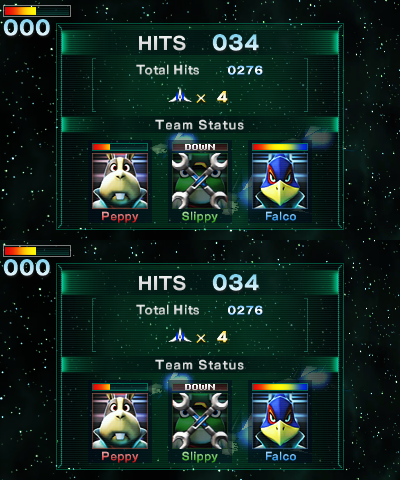 000
HITS 034
Total Hits 0276
× 4
Team Status
DOWN
Peppy Slippy Falco
000
HITS 034
Total Hits 0276
× 4
Team Status
DOWN
Peppy Slippy Falco